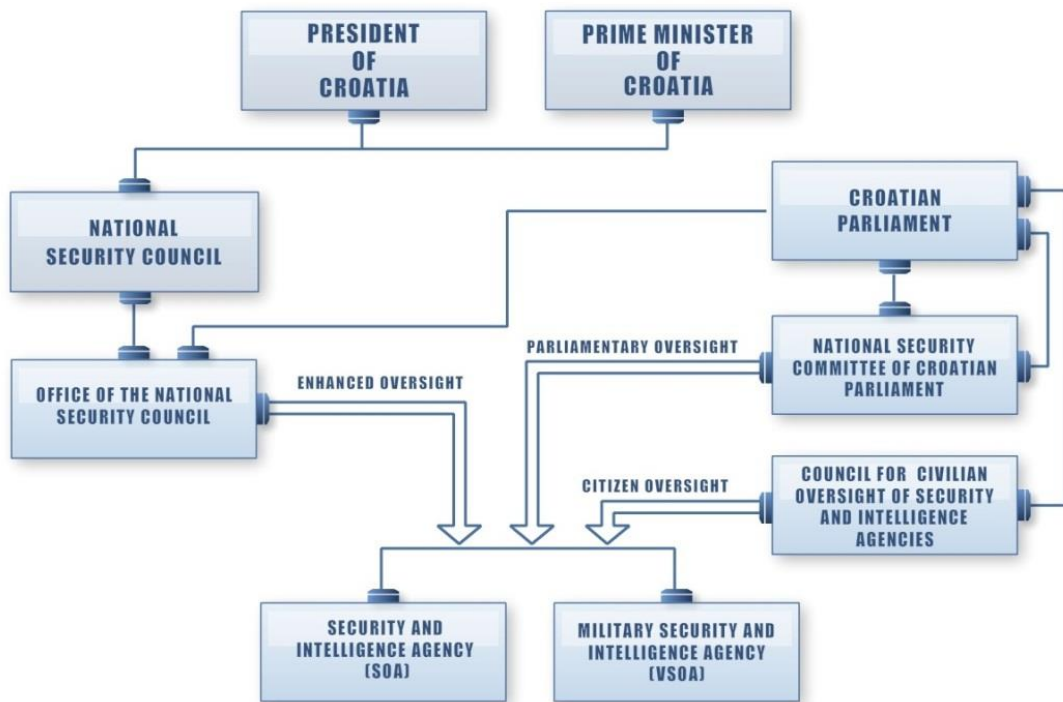 PRESIDENT
OF
CROATIA
PRIME MINISTER
OF
CROATIA
NATIONAL
SECURITY COUNCIL
CROATIAN
PARLIAMENT
OFFICE OF THE NATIONAL
SECURITY COUNCIL
ENHANCED OVERSIGHT
PARLIAMENTARY OVERSIGHT
NATIONAL SECURITY
COMMITTEE OF CROATIAN
PARLIAMENT
CITIZEN OVERSIGHT
COUNCIL FOR CIVILIAN
OVERSIGHT OF SECURITY
AND INTELLIGENCE
AGENCIES
SECURITY AND
INTELLIGENCE AGENCY
(SOA)
MILITARY SECURITY AND
INTELLIGENCE AGENCY
(VSOA)